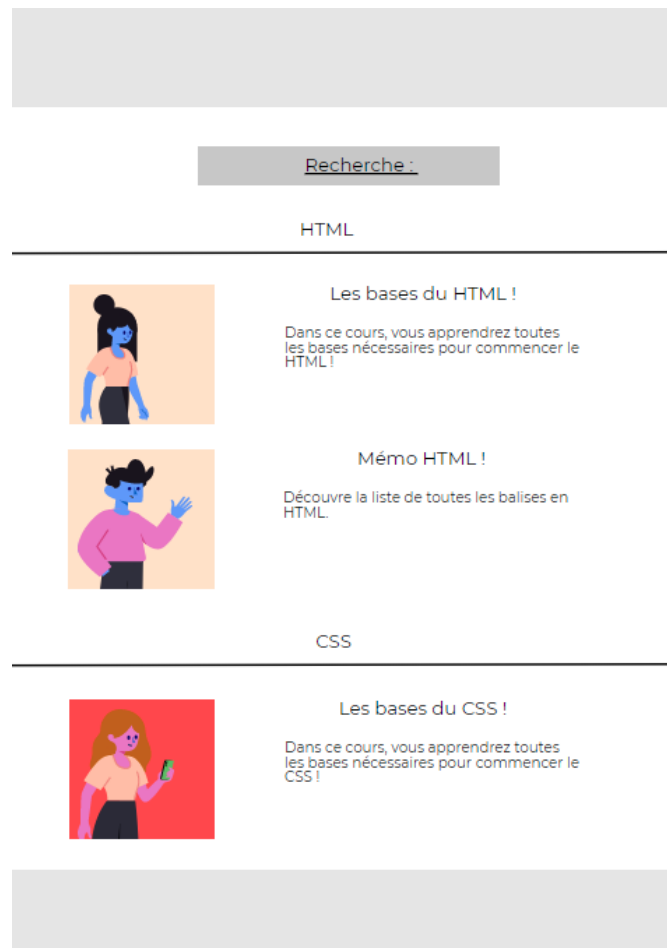 Recherche :
HTML
Les bases du HTML !
Dans ce cours, vous apprendrez toutes
les bases nécessaires pour commencer le
HTML !
Mémo HTML !
Découvre la liste de toutes les balises en
HTML.
CSS
Les bases du CSS !
Dans ce cours, vous apprendrez toutes
les bases nécessaires pour commencer le
CSS !